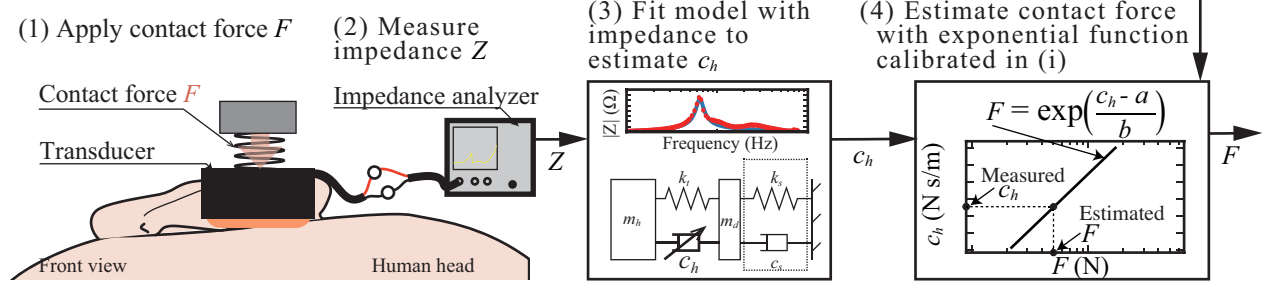 (1) Apply contact force F
Contact force F
Transducer
Front view
Human head
(2) Measure
impedance Z
Impedance analyzer
Z
(3) Fit model with
impedance to
estimate c_h
|Z| (Ω)
Frequency (Hz)
k_t
k_s
m_h
m_d
c_h
c_s
c_h
(4) Estimate contact force
with exponential function
calibrated in (i)
F = exp((c_h - a)/b)
c_h (N s/m)
Measured
c_h
Estimated
F
F (N)
F